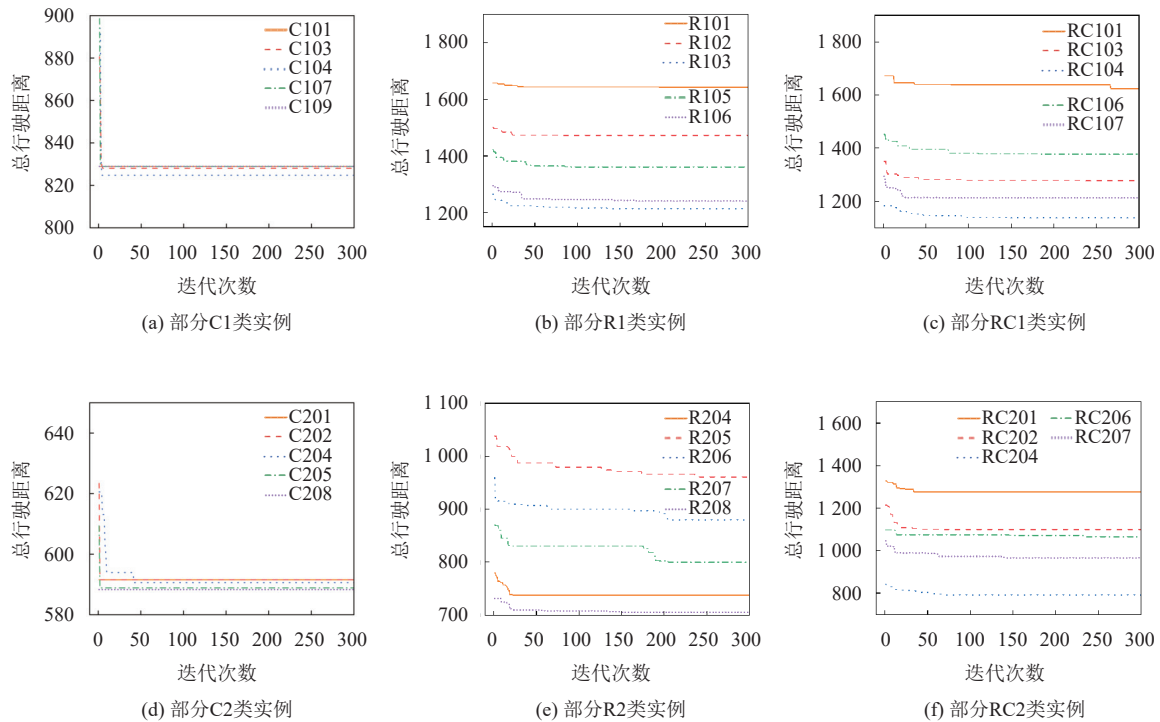 900
880
860
840
820
800
总行驶距离
C101
C103
C104
C107
C109
0 50 100 150 200 250 300
迭代次数
(a) 部分C1类实例
1 800
1 600
1 400
1 200
总行驶距离
R101
R102
R103
R105
R106
0 50 100 150 200 250 300
迭代次数
(b) 部分R1类实例
1 800
1 600
1 400
1 200
总行驶距离
RC101
RC103
RC104
RC106
RC107
0 50 100 150 200 250 300
迭代次数
(c) 部分RC1类实例
640
620
600
580
总行驶距离
C201
C202
C204
C205
C208
0 50 100 150 200 250 300
迭代次数
(d) 部分C2类实例
1 100
1 000
900
800
700
总行驶距离
R204
R205
R206
R207
R208
0 50 100 150 200 250 300
迭代次数
(e) 部分R2类实例
1 600
1 400
1 200
1 000
800
总行驶距离
RC201 RC206
RC202 RC207
RC204
0 50 100 150 200 250 300
迭代次数
(f) 部分RC2类实例